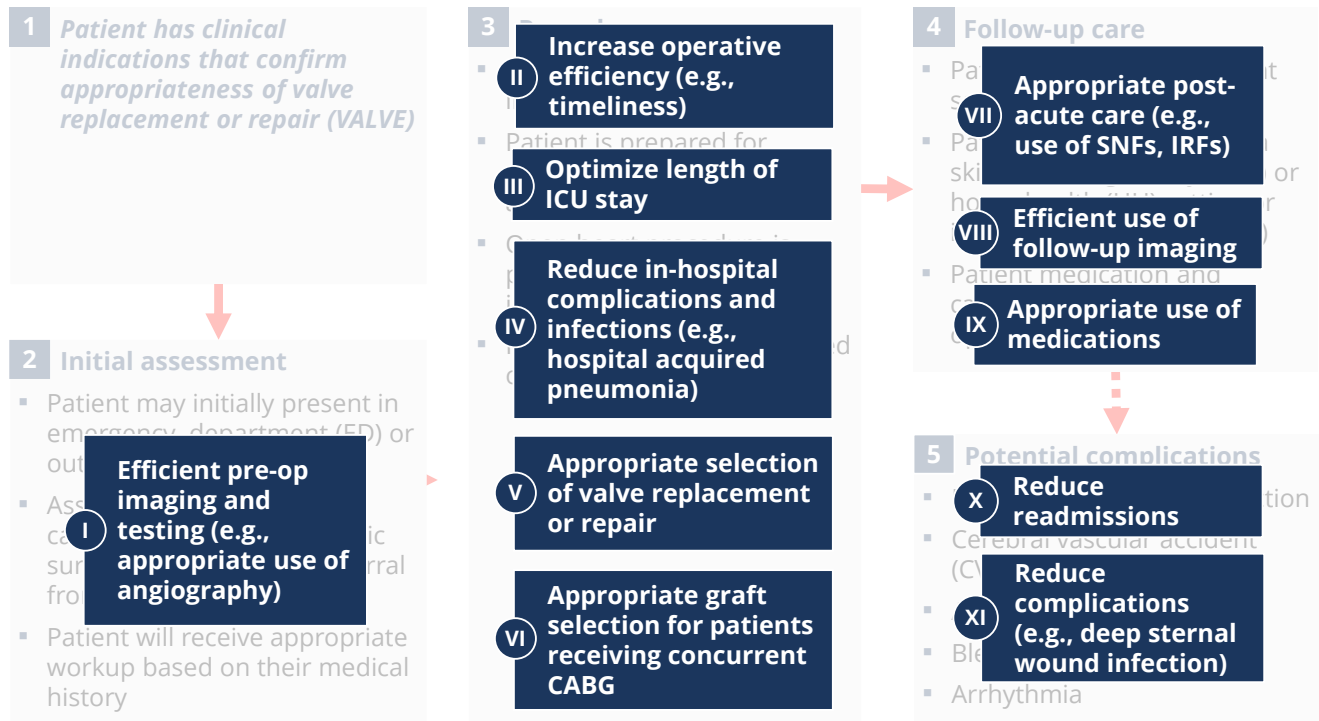 1 Patient has clinical
indications that confirm
appropriateness of valve
replacement or repair (VALVE)
2 Initial assessment
▪ Patient may initially present in
emergency department (ED) or
▪
I Efficient pre-op
imaging and
testing (e.g.,
appropriate use of
angiography)
▪ Patient will receive appropriate
workup based on their medical
history
3
II Increase operative
efficiency (e.g.,
timeliness)
▪ Patient is prepared for
III Optimize length of
ICU stay
IV Reduce in-hospital
complications and
infections (e.g.,
hospital acquired
pneumonia)
V Appropriate selection
of valve replacement
or repair
VI Appropriate graft
selection for patients
receiving concurrent
CABG
4 Follow-up care
VII Appropriate post-
acute care (e.g.,
use of SNFs, IRFs)
or
VIII Efficient use of
follow-up imaging
▪ Patient medication and
IX Appropriate use of
medications
5 Potential complications
X Reduce
readmissions
▪ Cerebral vascular accident
XI Reduce
complications
(e.g., deep sternal
wound infection)
▪ Arrhythmia